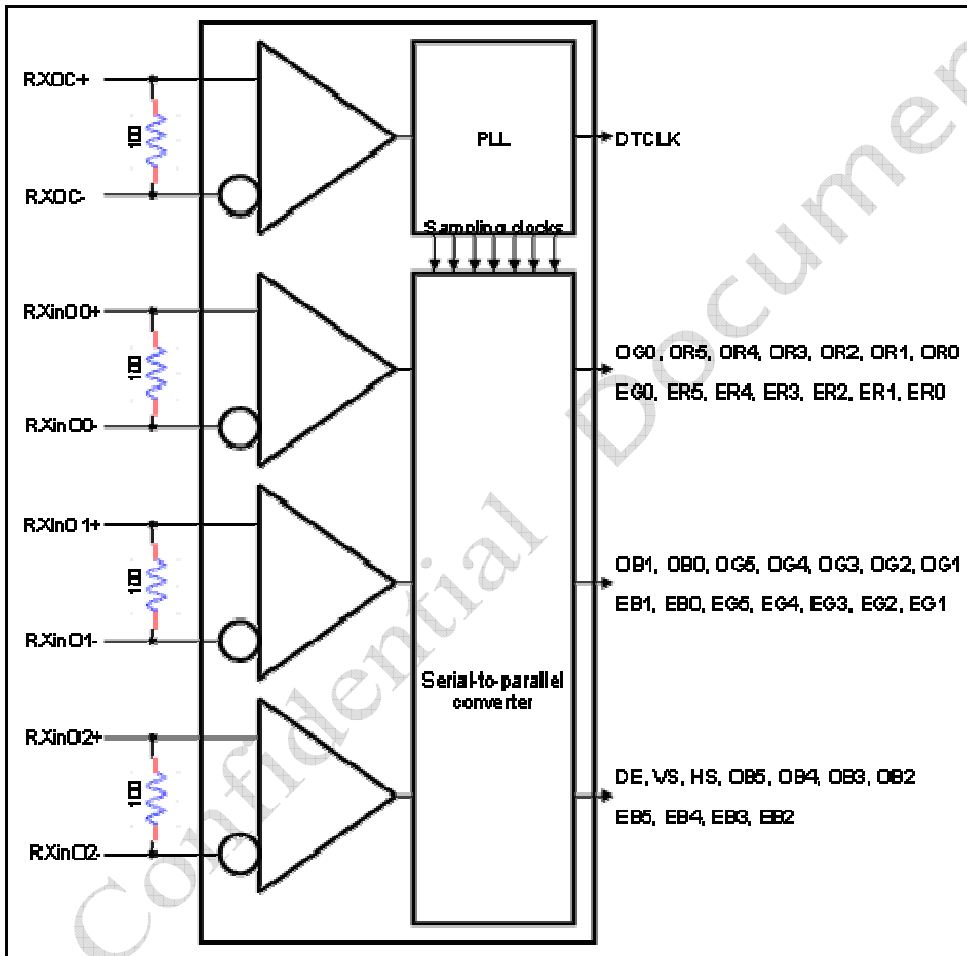 RXOC+
100
RXOC-
PLL
DTCLK
Sampling clocks
RXinO0+
100
RXinO0-
OG0, OR5, OR4, OR3, OR2, OR1, OR0
EG0, ER5, ER4, ER3, ER2, ER1, ER0
RXinO1+
100
RXinO1-
OB1, OB0, OG5, OG4, OG3, OG2, OG1
EB1, EB0, EG5, EG4, EG3, EG2, EG1
Serial-to-parallel
converter
RXinO2+
100
RXinO2-
DE, VS, HS, OB5, OB4, OB3, OB2
EB5, EB4, EB3, EB2
Confidential Documen